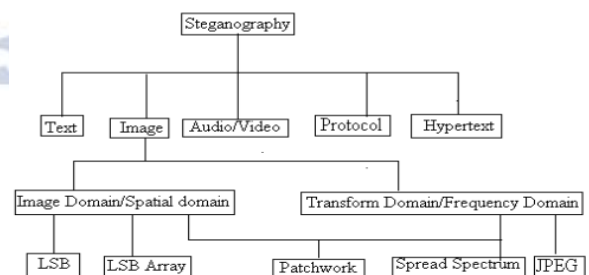 Steganography
Text
Image
Audio/Video
Protocol
Hypertext
Image Domain/Spatial domain
Transform Domain/Frequency Domain
LSB
LSB Array
Patchwork
Spread Spectrum
JPEG